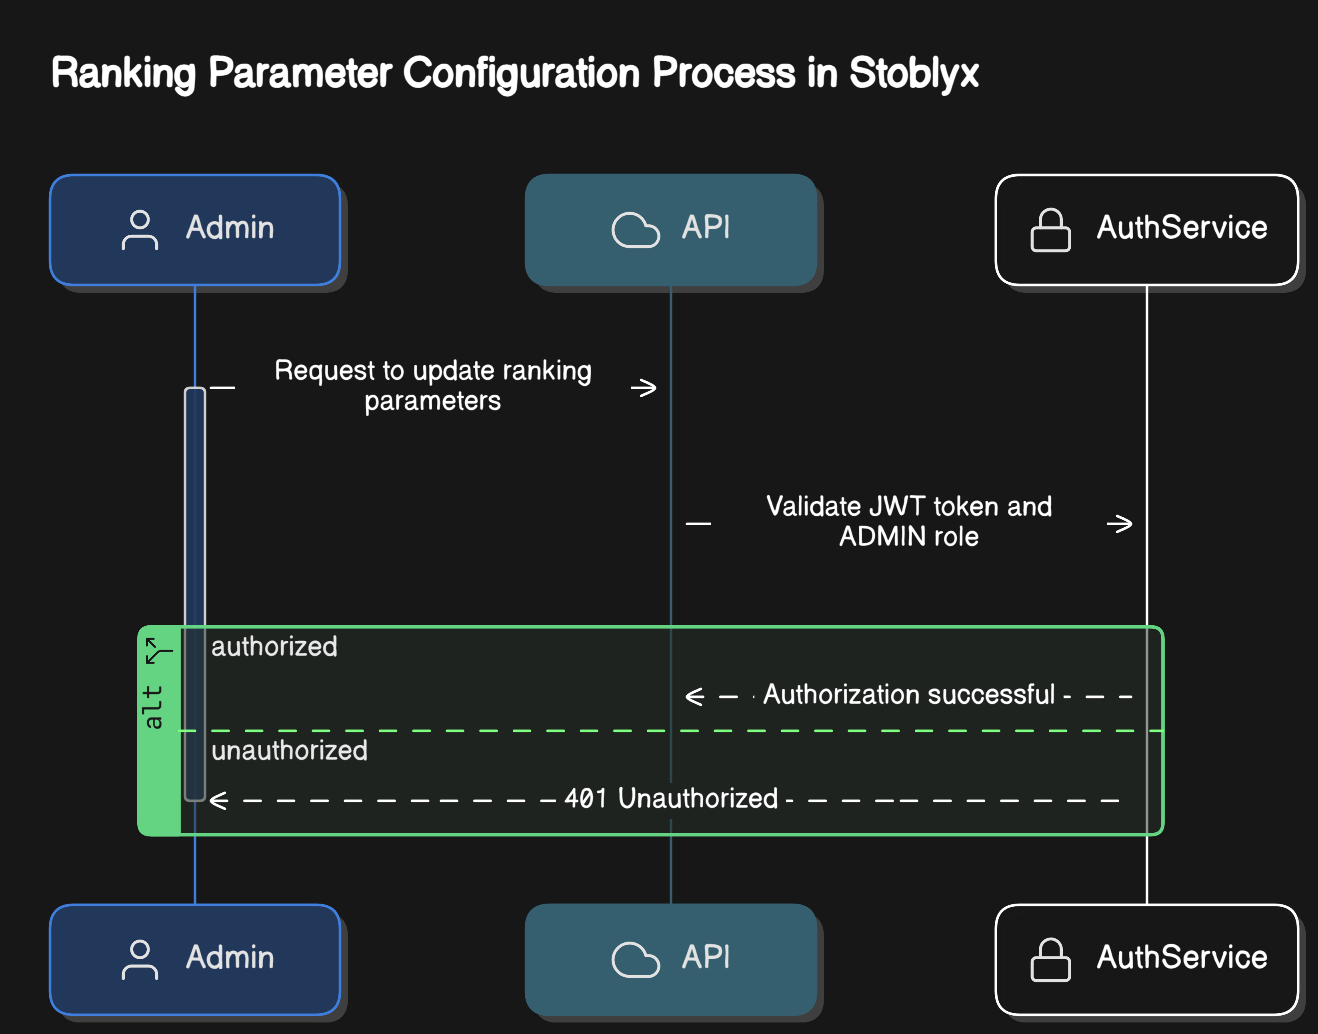 Ranking Parameter Configuration Process in Stoblyx
Admin
API
AuthService
Request to update ranking
parameters
Validate JWT token and
ADMIN role
alt
authorized
Authorization successful
unauthorized
401 Unauthorized
Admin
API
AuthService